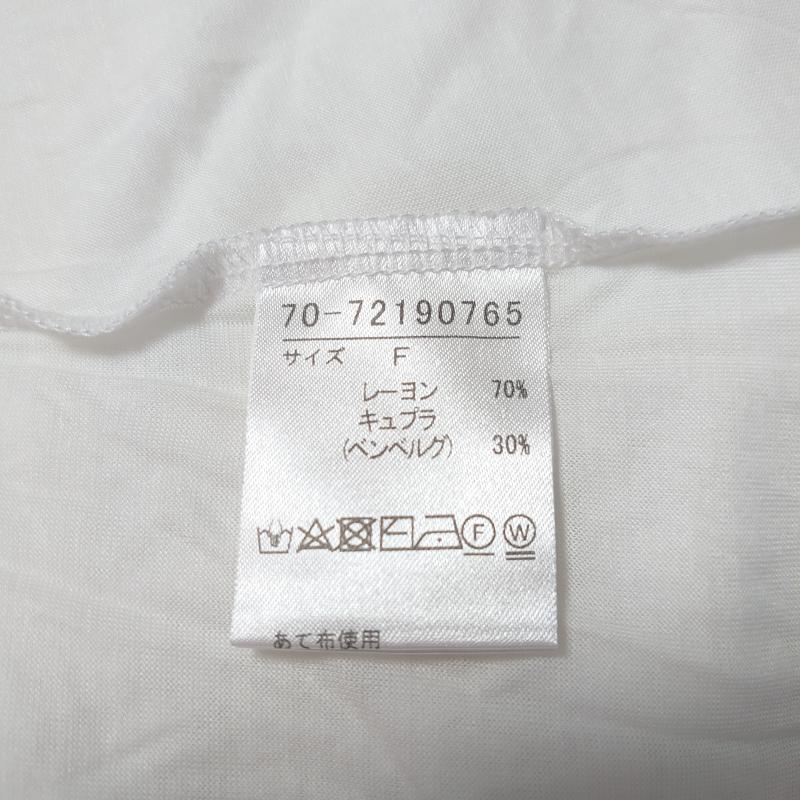 70-72190765
サイズ F
レーヨン 70%
キュプラ
(ベンベルグ) 30%
F W
あて布使用